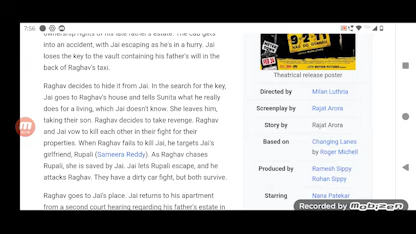 7:56
ownership rights of his late father's estate. The cab gets
into an accident, with Jai escaping as he's in a hurry. Jai
loses the key to the vault containing his father's will in the
back of Raghav's taxi.
Raghav decides to hide it from Jai. In the search for the key,
Jai goes to Raghav's house and tells Sunita what he really
does for a living, which Jai doesn't know. She leaves him,
taking their son. Raghav decides to take revenge. Raghav
and Jai vow to kill each other in their fight for their
properties. When Raghav fails to kill Jai, he targets Jai's
girlfriend, Rupali (Sameera Reddy). As Raghav chases
Rupali, she is saved by Jai. Jai lets Rupali escape, and he
attacks Raghav. They have a dirty car fight, but both survive.
Raghav goes to Jai's place. Jai returns to his apartment
from a second court hearing regarding his father's estate in
9-2-11
Theatrical release poster
Directed by Milan Luthria
Screenplay by Rajat Arora
Story by Rajat Arora
Based on Changing Lanes
by Roger Michell
Produced by Ramesh Sippy
Rohan Sippy
Starring Nana Patekar
Recorded by Mobizen